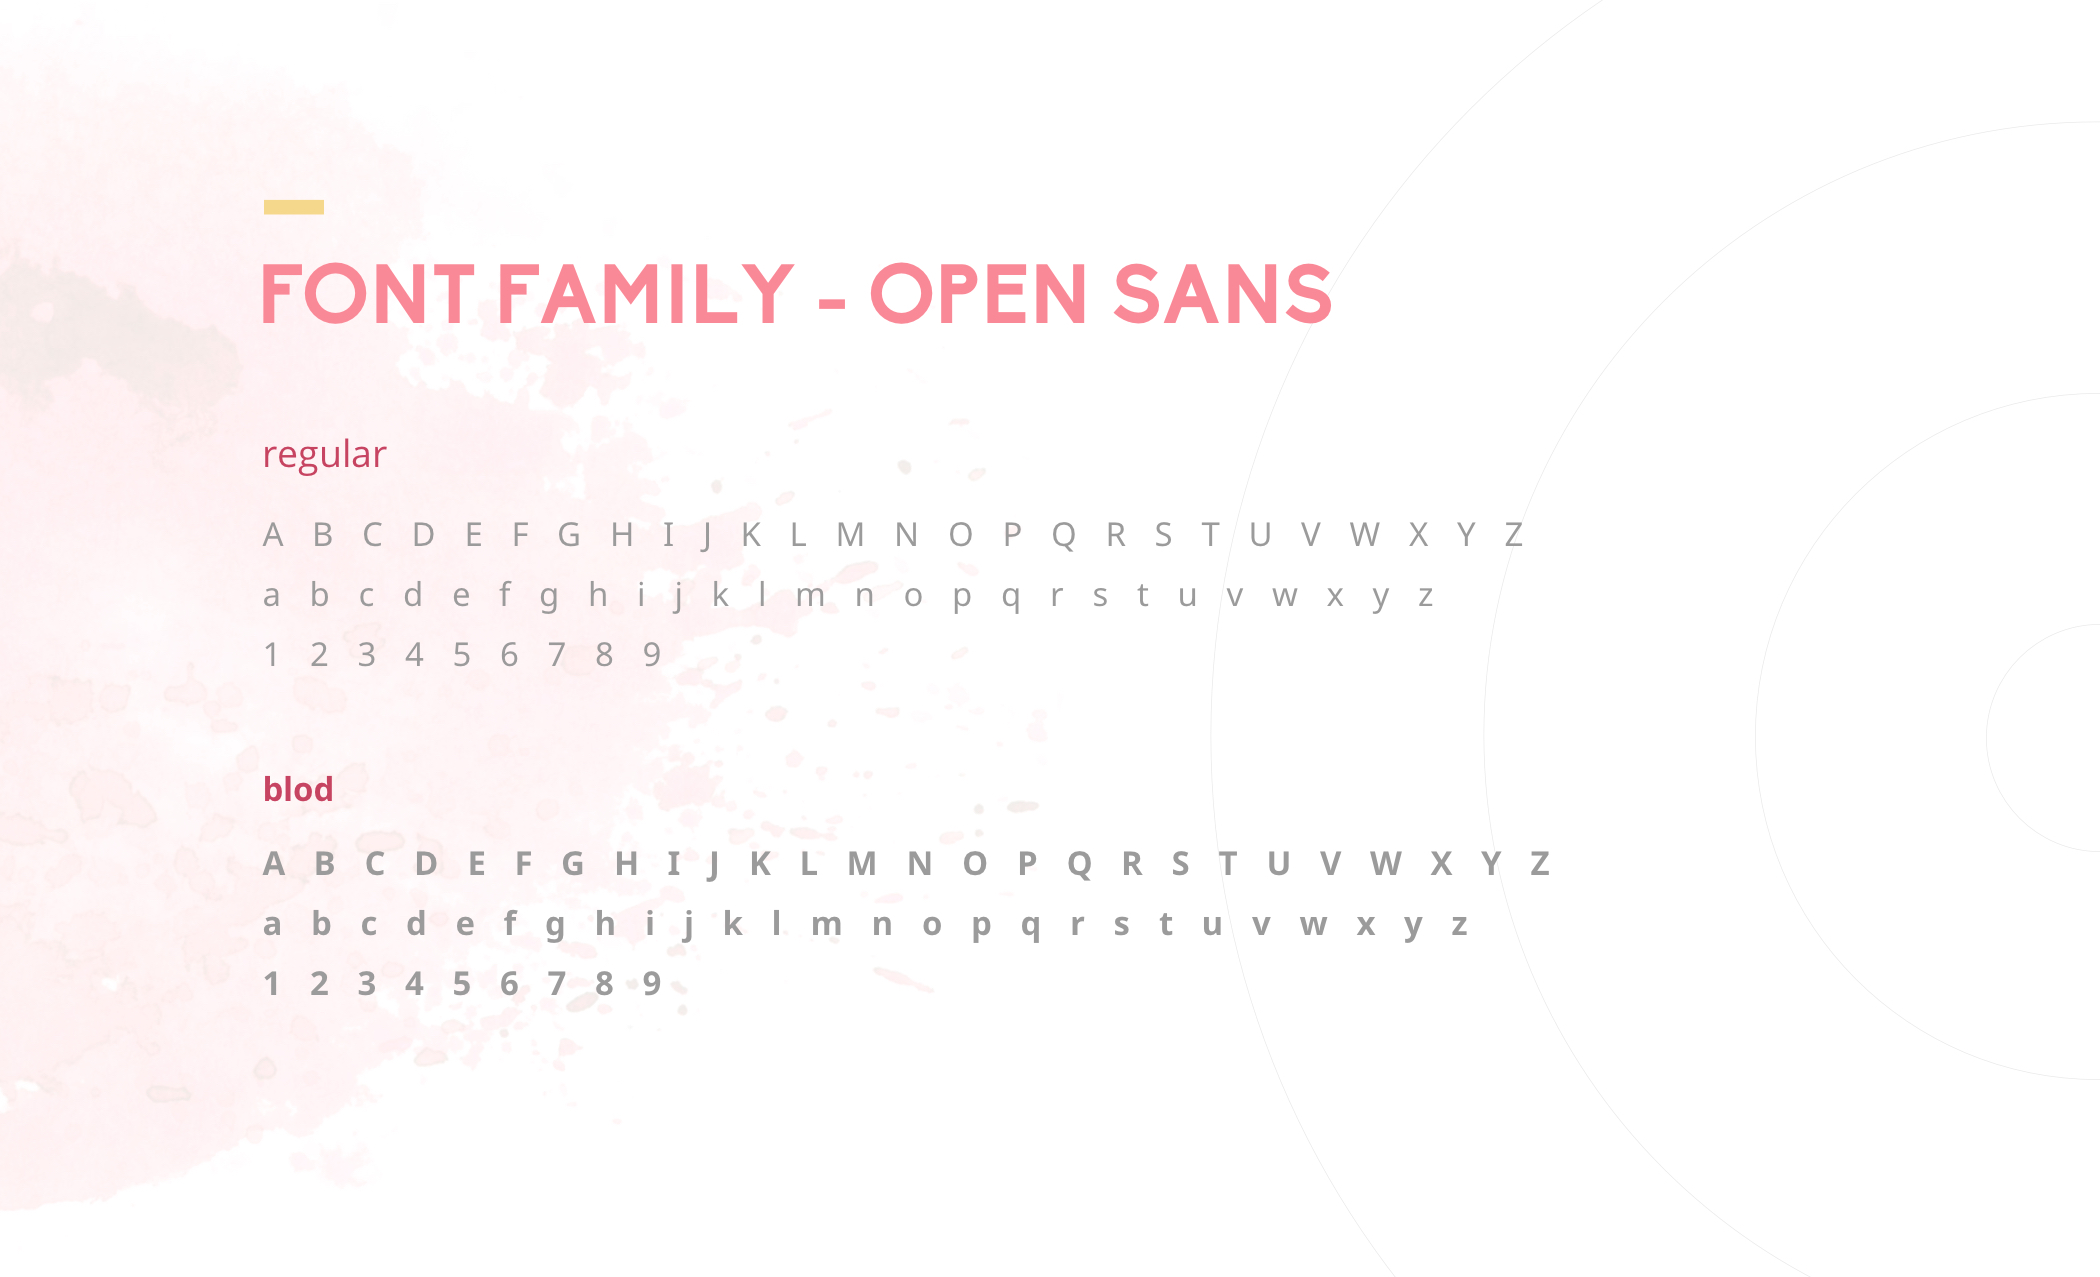 FONT FAMILY - OPEN SANS
regular
A B C D E F G H I J K L M N O P Q R S T U V W X Y Z
a b c d e f g h i j k l m n o p q r s t u v w x y z
1 2 3 4 5 6 7 8 9
blod
A B C D E F G H I J K L M N O P Q R S T U V W X Y Z
a b c d e f g h i j k l m n o p q r s t u v w x y z
1 2 3 4 5 6 7 8 9